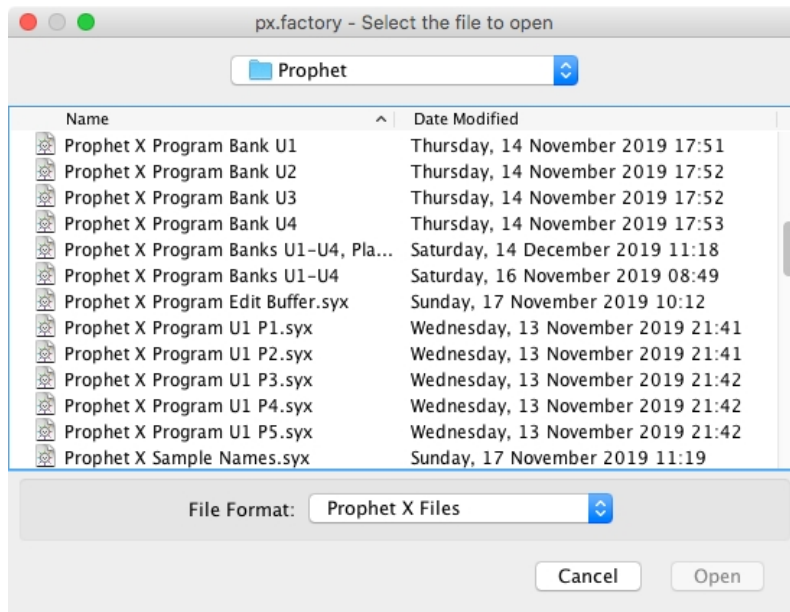 px.factory - Select the file to open
Prophet
Name Date Modified
Prophet X Program Bank U1 Thursday, 14 November 2019 17:51
Prophet X Program Bank U2 Thursday, 14 November 2019 17:52
Prophet X Program Bank U3 Thursday, 14 November 2019 17:52
Prophet X Program Bank U4 Thursday, 14 November 2019 17:53
Prophet X Program Banks U1-U4, Pla... Saturday, 14 December 2019 11:18
Prophet X Program Banks U1-U4 Saturday, 16 November 2019 08:49
Prophet X Program Edit Buffer.syx Sunday, 17 November 2019 10:12
Prophet X Program U1 P1.syx Wednesday, 13 November 2019 21:41
Prophet X Program U1 P2.syx Wednesday, 13 November 2019 21:41
Prophet X Program U1 P3.syx Wednesday, 13 November 2019 21:42
Prophet X Program U1 P4.syx Wednesday, 13 November 2019 21:42
Prophet X Program U1 P5.syx Wednesday, 13 November 2019 21:42
Prophet X Sample Names.syx Sunday, 17 November 2019 11:19
File Format: Prophet X Files
Cancel Open